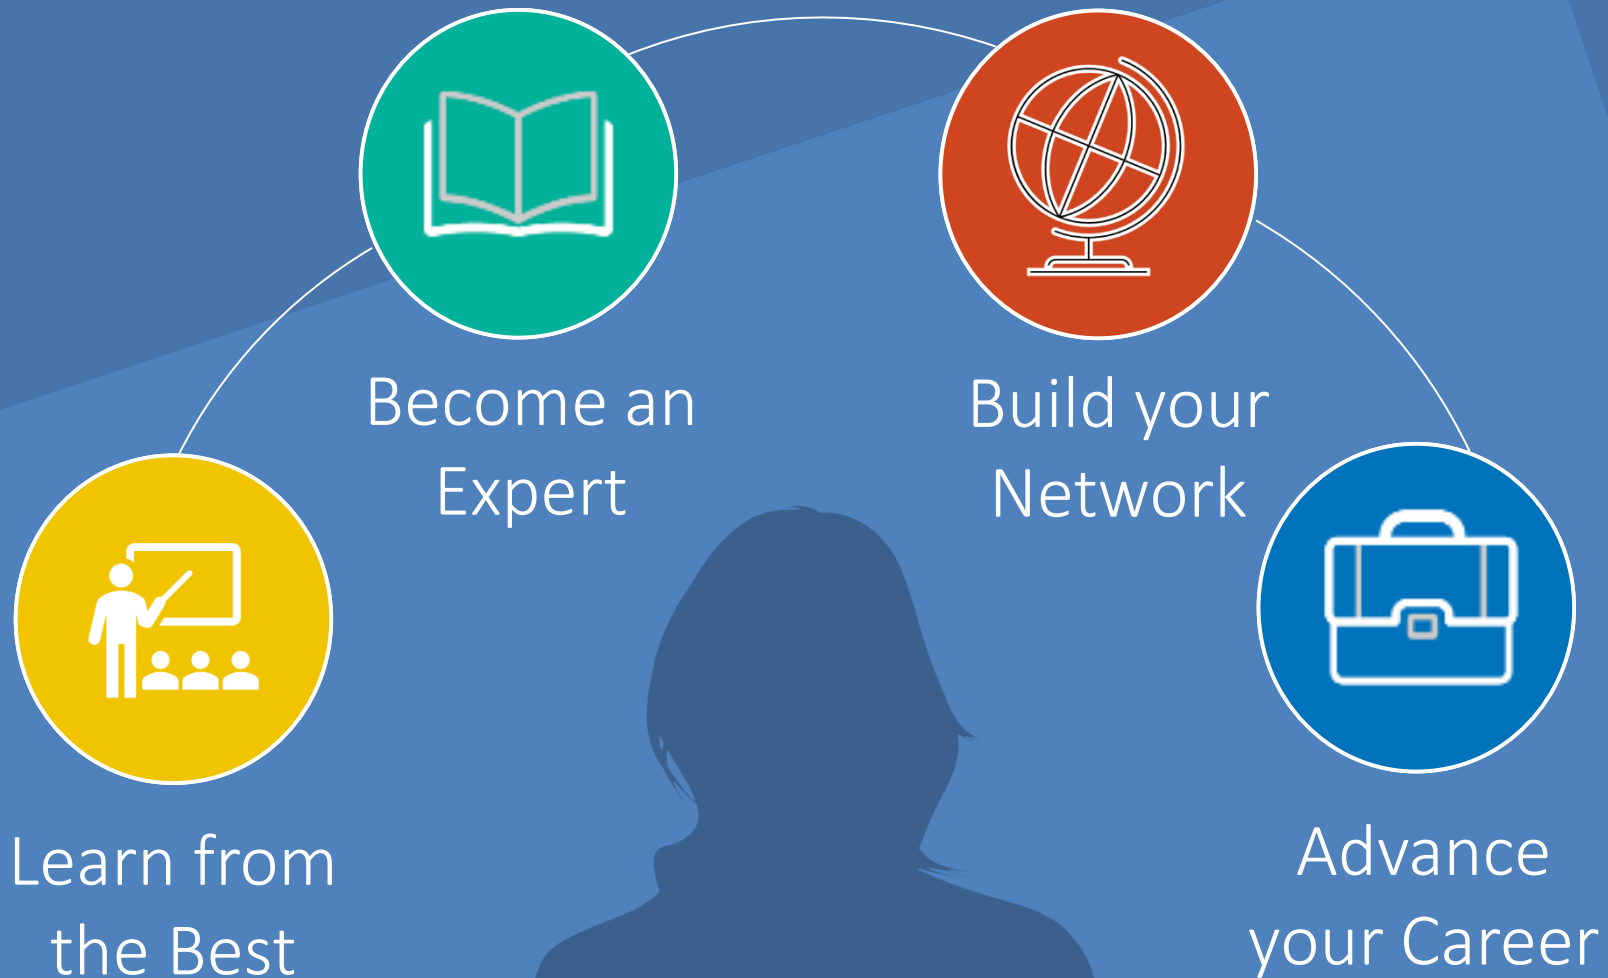 Learn from
the Best
Become an
Expert
Build your
Network
Advance
your Career